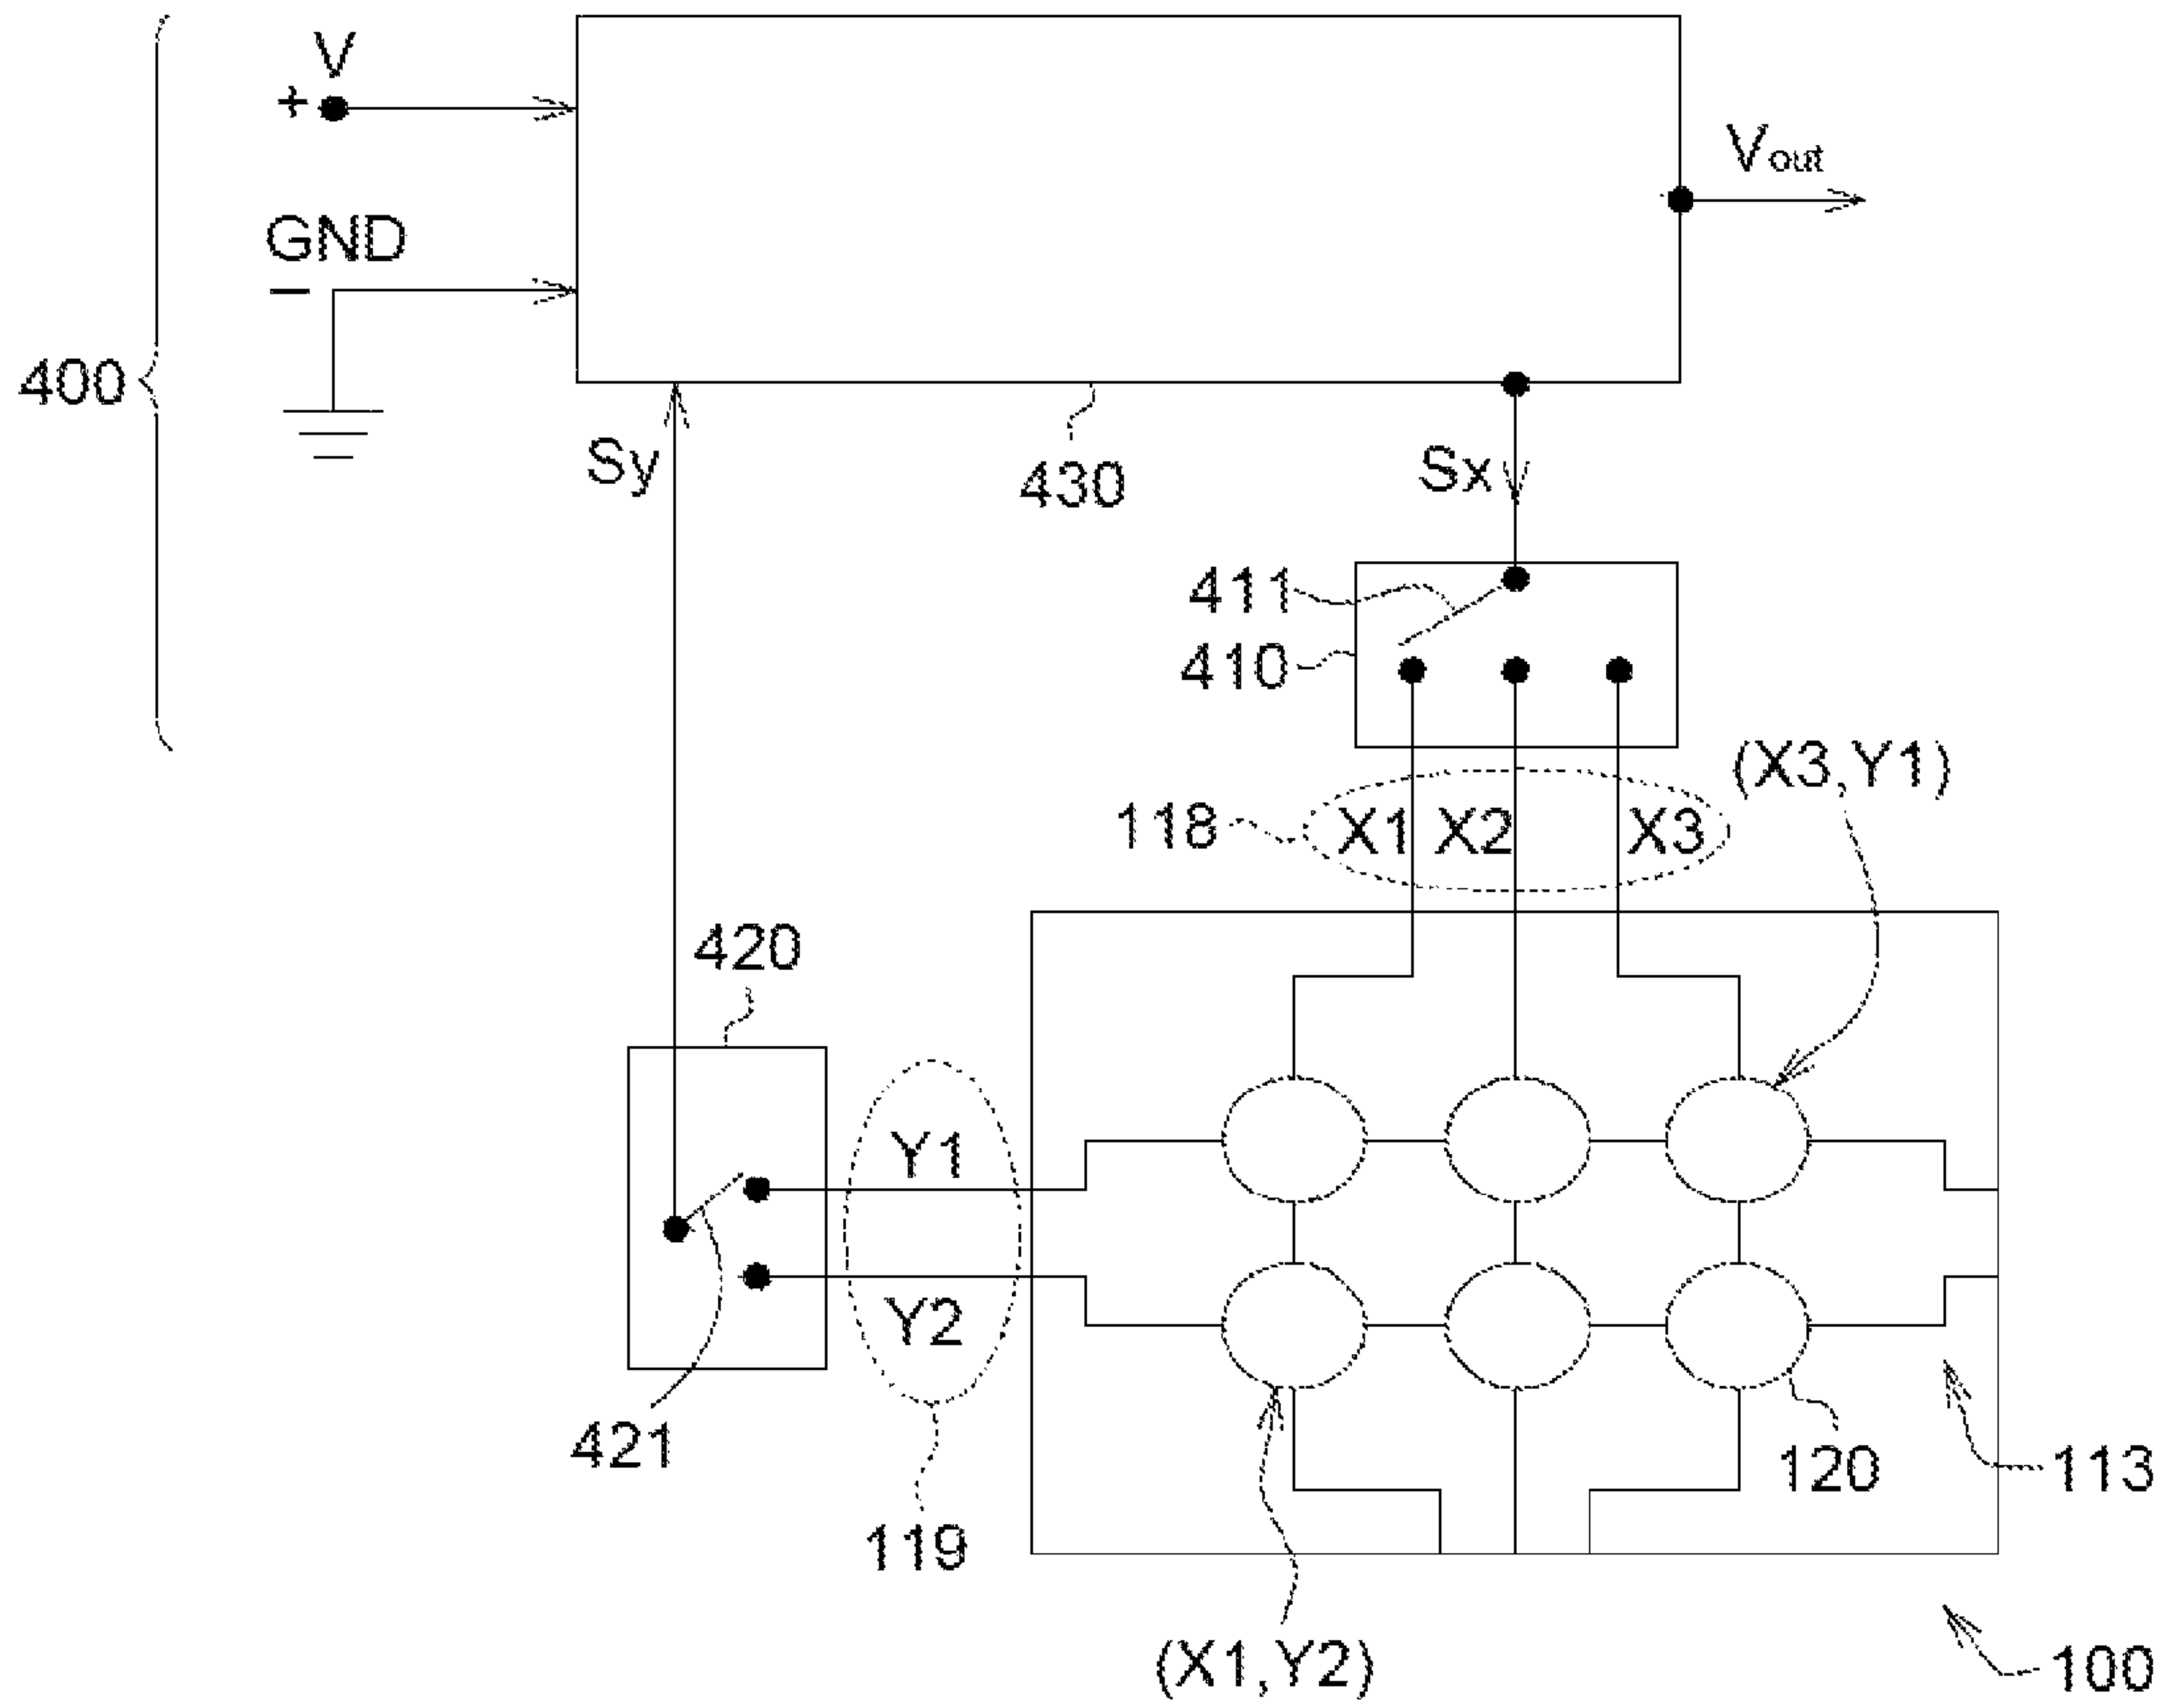 V
+
Vout
GND
−
400
Sy
430
Sx
411
410
(X3,Y1)
118
X1 X2 X3
420
Y1
Y2
421
119
120
113
(X1,Y2)
100